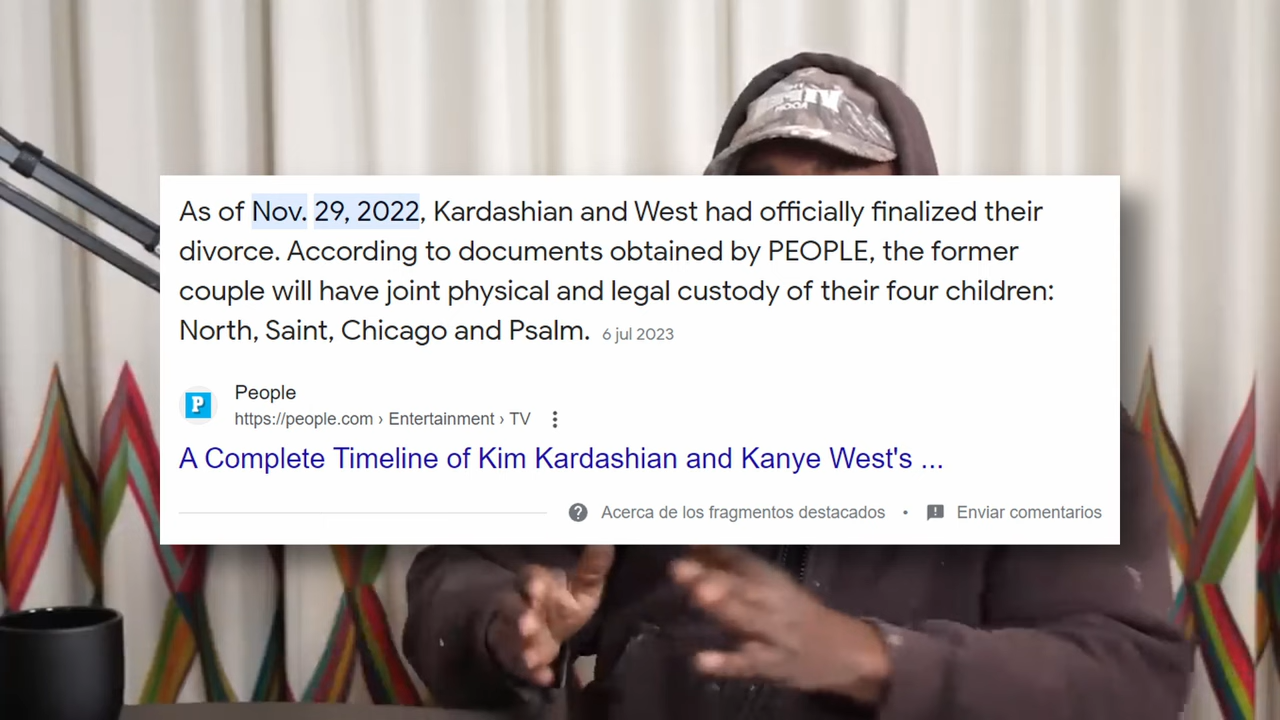 As of Nov. 29, 2022, Kardashian and West had officially finalized their
divorce. According to documents obtained by PEOPLE, the former
couple will have joint physical and legal custody of their four children:
North, Saint, Chicago and Psalm. 6 jul 2023
P
People
https://people.com › Entertainment › TV
A Complete Timeline of Kim Kardashian and Kanye West's ...
Acerca de los fragmentos destacados • Enviar comentarios